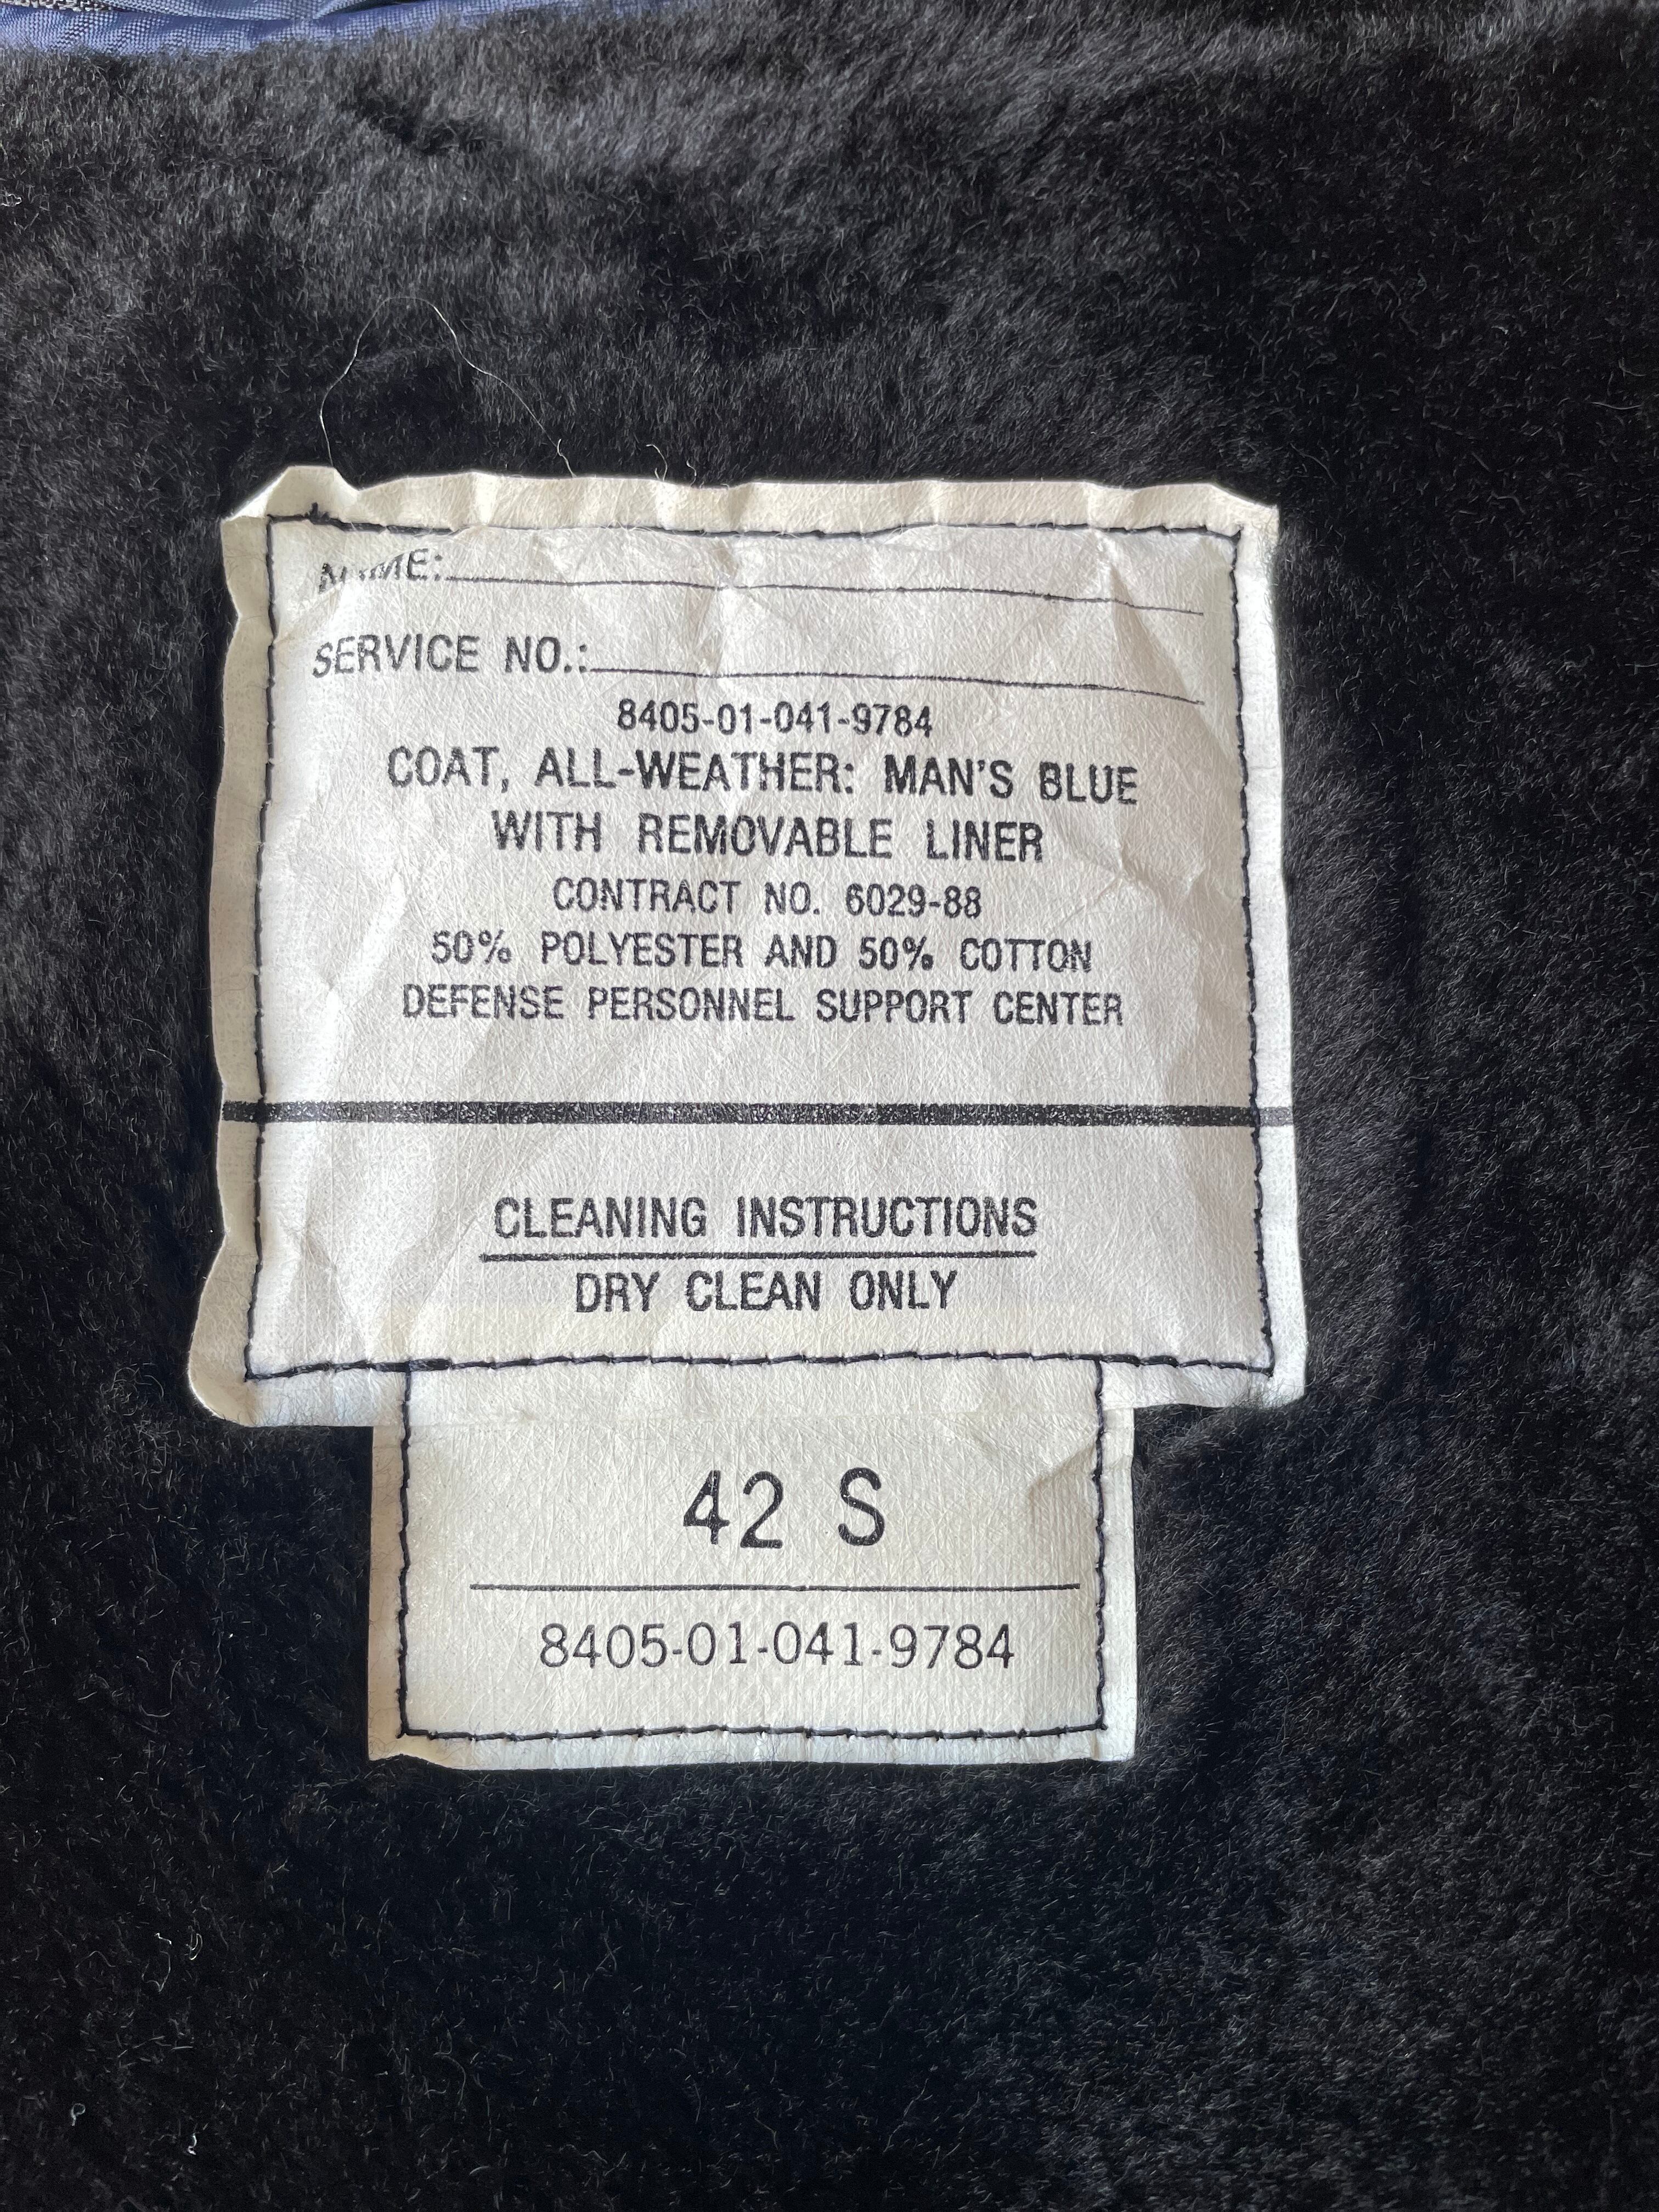 NAME:
SERVICE NO.:
8405-01-041-9784
COAT, ALL-WEATHER: MAN'S BLUE
WITH REMOVABLE LINER
CONTRACT NO. 6029-88
50% POLYESTER AND 50% COTTON
DEFENSE PERSONNEL SUPPORT CENTER
CLEANING INSTRUCTIONS
DRY CLEAN ONLY
42 S
8405-01-041-9784